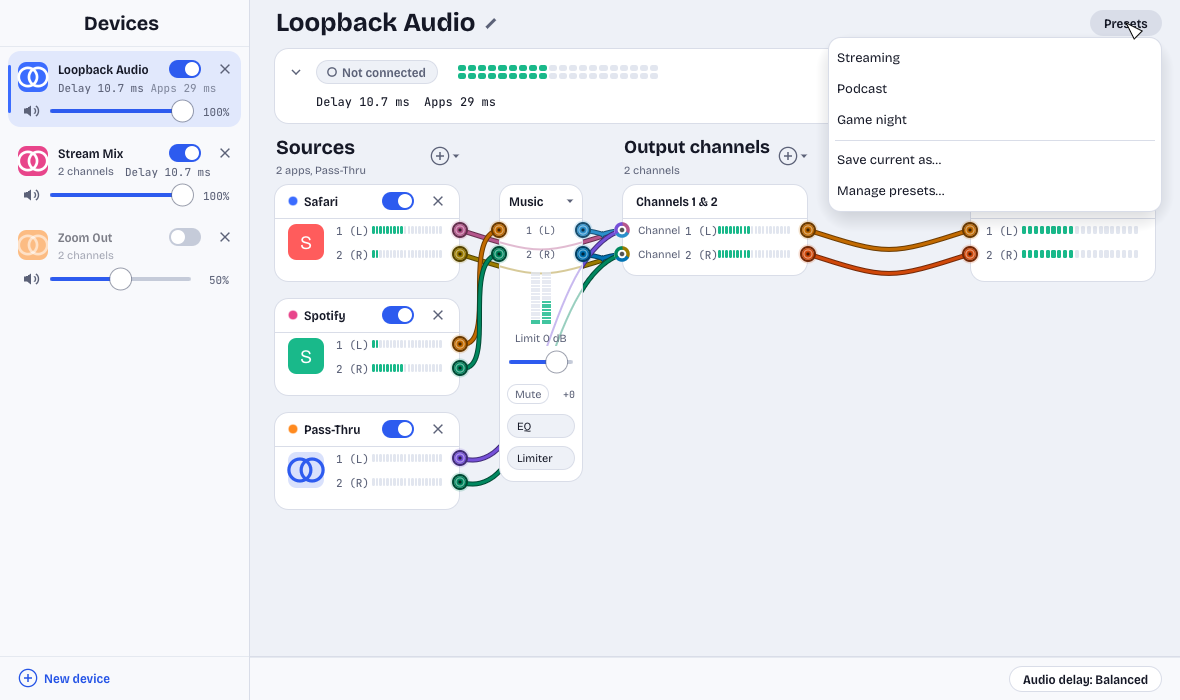 Devices
Loopback Audio
Delay 10.7 ms Apps 29 ms
100%
Stream Mix
2 channels Delay 10.7 ms
100%
Zoom Out
2 channels
50%
New device
Loopback Audio
Presets
Streaming
Podcast
Game night
Save current as…
Manage presets…
Not connected
Delay 10.7 ms Apps 29 ms
Sources
2 apps, Pass-Thru
Output channels
2 channels
Safari
1 (L)
2 (R)
S
Spotify
1 (L)
2 (R)
S
Pass-Thru
1 (L)
2 (R)
Music
1 (L)
2 (R)
Limit 0 dB
Mute +0
EQ
Limiter
Channels 1 & 2
Channel 1 (L)
Channel 2 (R)
1 (L)
2 (R)
Audio delay: Balanced